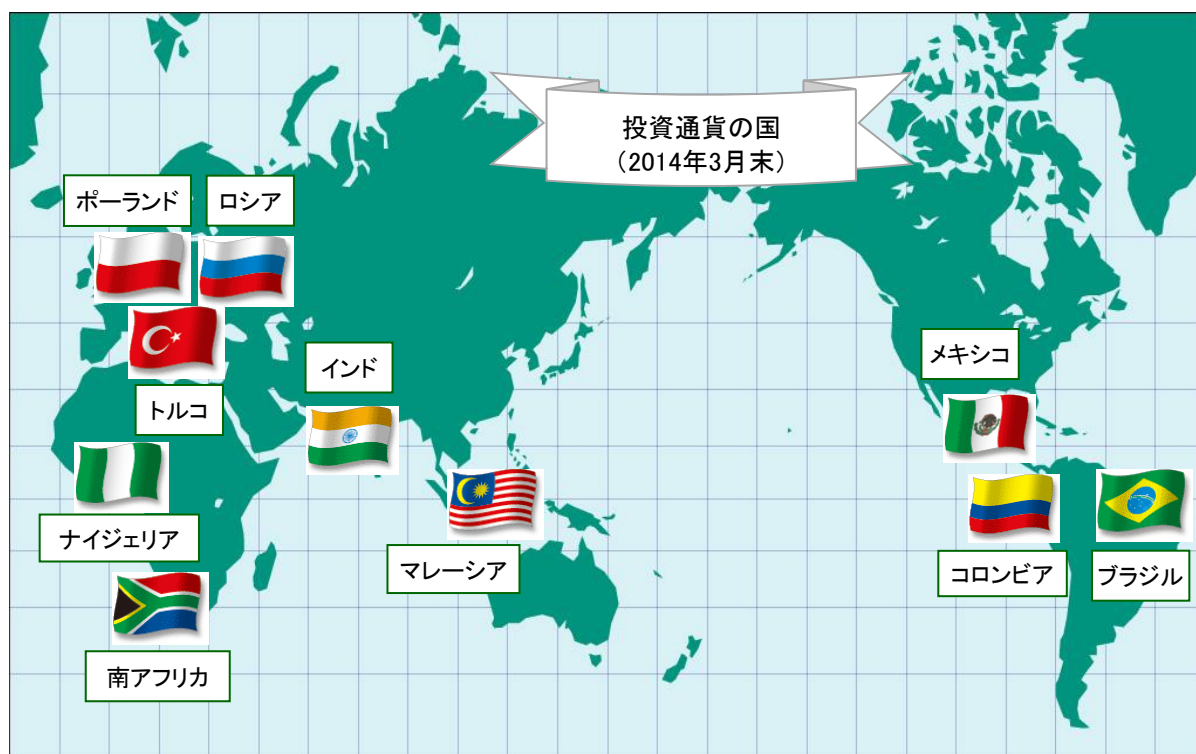 投資通貨の国
(2014年3月末)
ポーランド
ロシア
トルコ
インド
メキシコ
ナイジェリア
マレーシア
コロンビア
ブラジル
南アフリカ